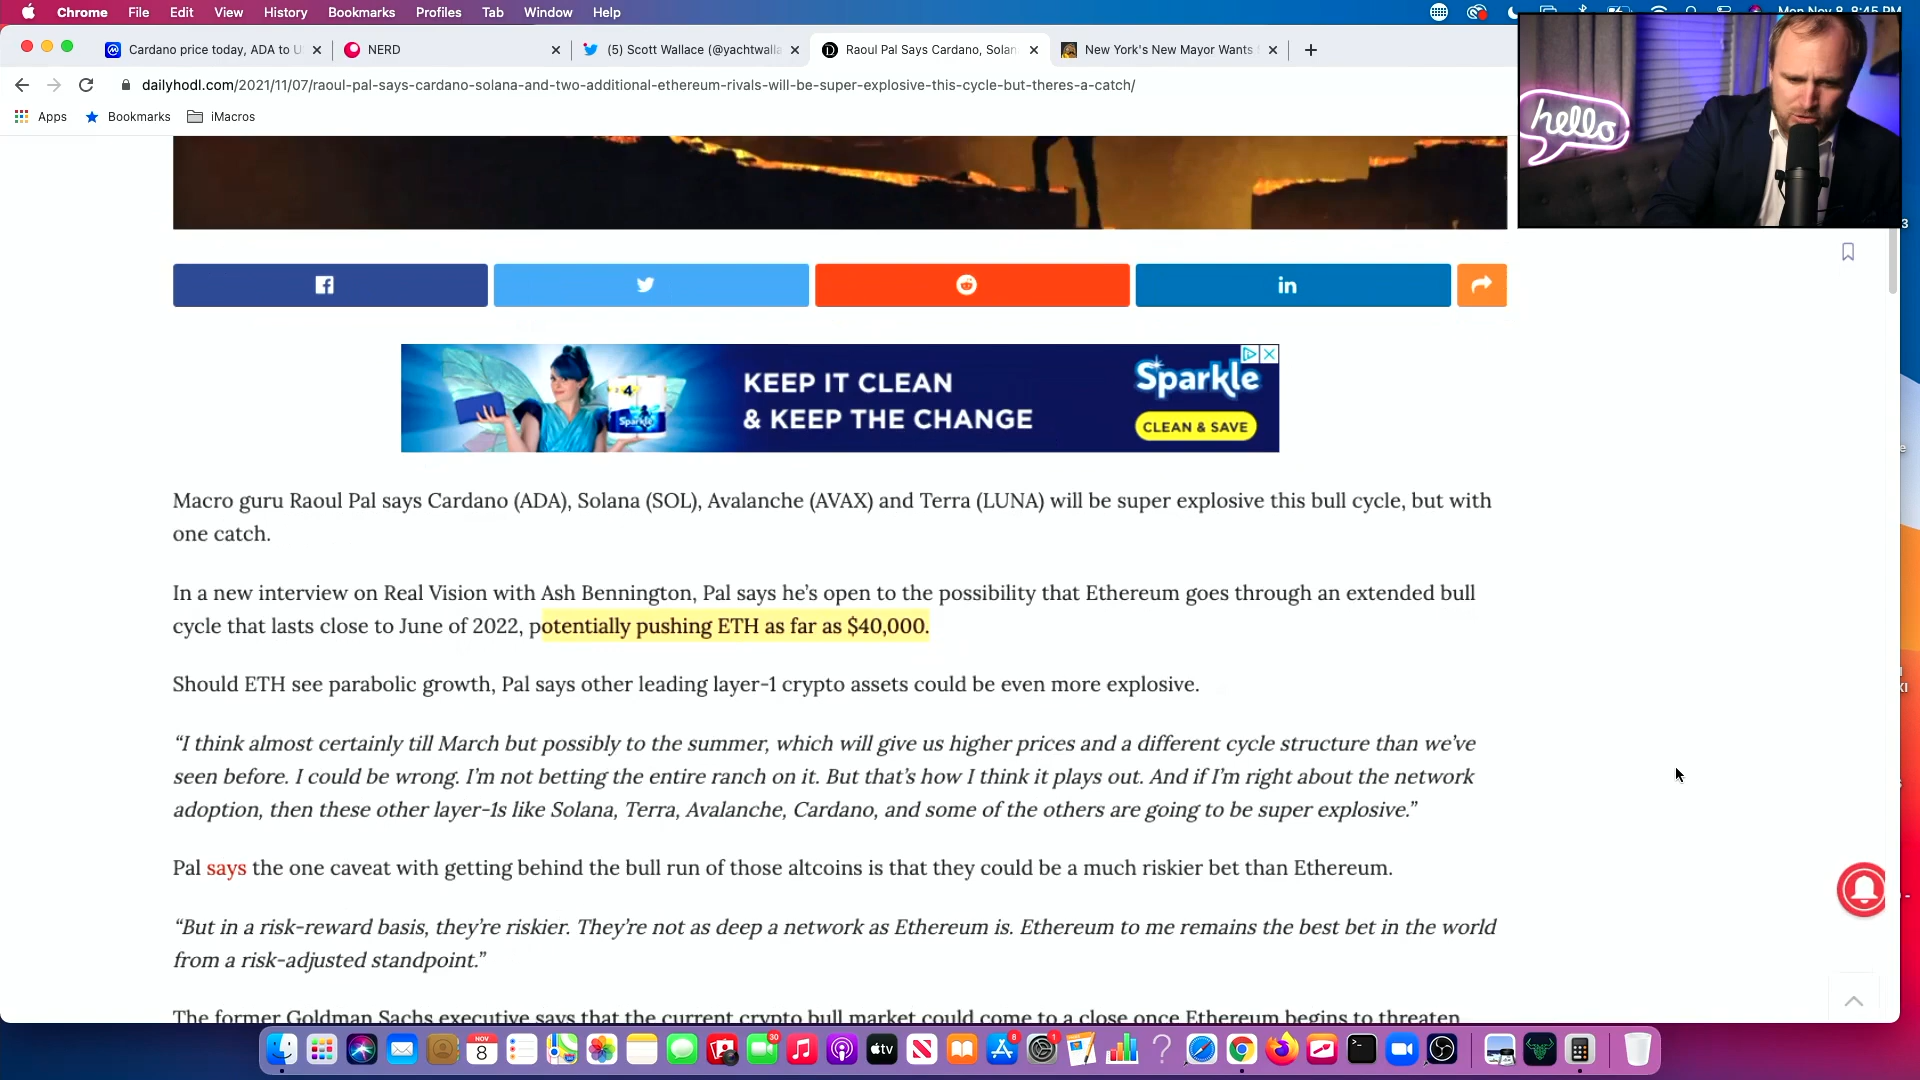 Chrome File Edit View History Bookmarks Profiles Tab Window Help
Mon Nov 8 8:45 PM
Cardano price today, ADA to U
NERD
(5) Scott Wallace (@yachtwalla
Raoul Pal Says Cardano, Solan
New York's New Mayor Wants
dailyhodl.com/2021/11/07/raoul-pal-says-cardano-solana-and-two-additional-ethereum-rivals-will-be-super-explosive-this-cycle-but-theres-a-catch/
Apps Bookmarks iMacros
hello
in
KEEP IT CLEAN
& KEEP THE CHANGE
Sparkle
CLEAN & SAVE
4
Sparkle
Macro guru Raoul Pal says Cardano (ADA), Solana (SOL), Avalanche (AVAX) and Terra (LUNA) will be super explosive this bull cycle, but with
one catch.
In a new interview on Real Vision with Ash Bennington, Pal says he’s open to the possibility that Ethereum goes through an extended bull
cycle that lasts close to June of 2022, potentially pushing ETH as far as $40,000.
Should ETH see parabolic growth, Pal says other leading layer-1 crypto assets could be even more explosive.
“I think almost certainly till March but possibly to the summer, which will give us higher prices and a different cycle structure than we’ve
seen before. I could be wrong. I’m not betting the entire ranch on it. But that’s how I think it plays out. And if I’m right about the network
adoption, then these other layer-1s like Solana, Terra, Avalanche, Cardano, and some of the others are going to be super explosive.”
Pal says the one caveat with getting behind the bull run of those altcoins is that they could be a much riskier bet than Ethereum.
“But in a risk-reward basis, they’re riskier. They’re not as deep a network as Ethereum is. Ethereum to me remains the best bet in the world
from a risk-adjusted standpoint.”
The former Goldman Sachs executive says that the current crypto bull market could come to a close once Ethereum begins to threaten
NOV
8
30
tv
8
1